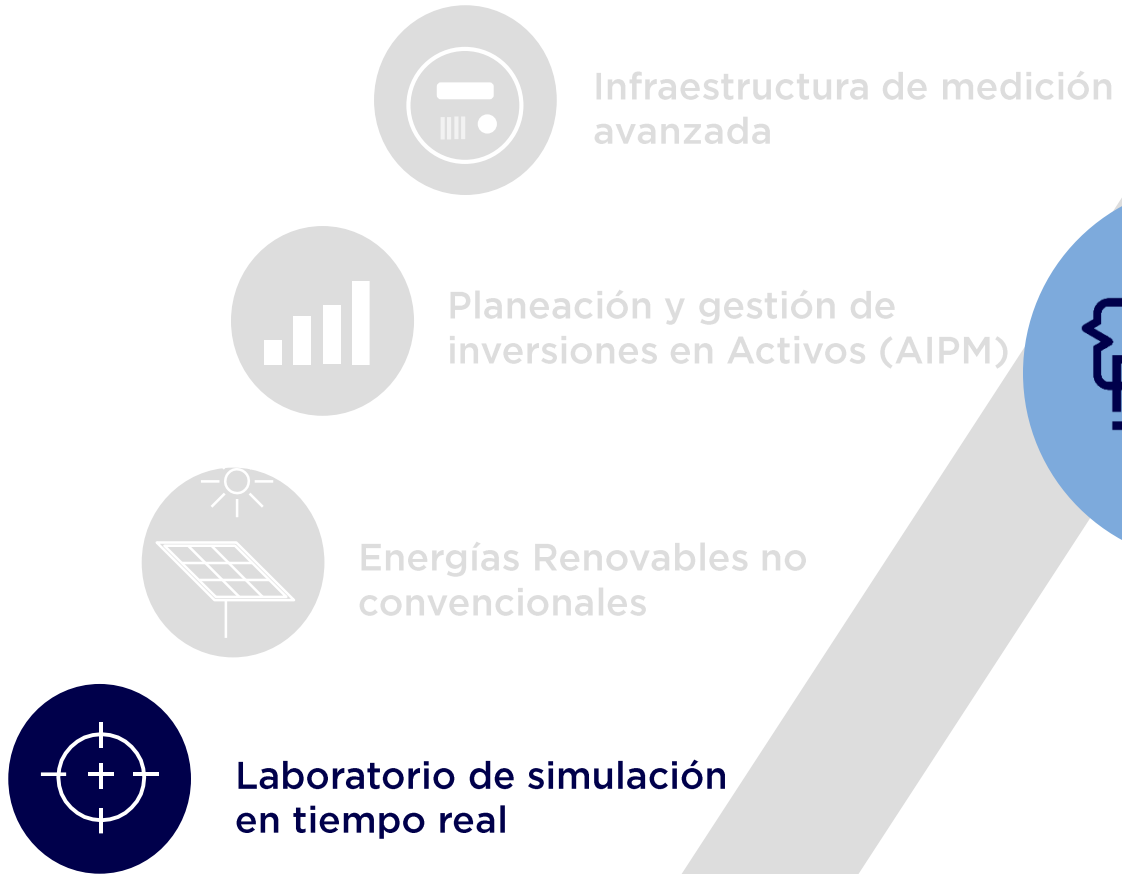 Infraestructura de medición
avanzada
Planeación y gestión de
inversiones en Activos (AIPM)
Energías Renovables no
convencionales
Laboratorio de simulación
en tiempo real